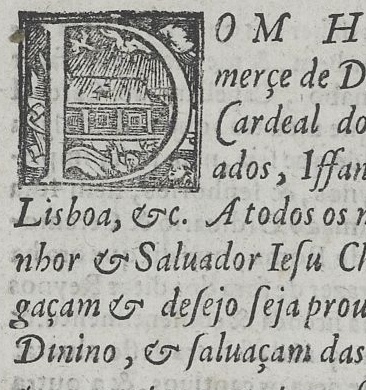 DOM H
merçe de D
Cardeal do
ados, Iffan
Lisboa, &c. A todos os n
nhor & Saluador Iesu Ch
gaçam & desejo seja prou
Dinino, & saluaçam das